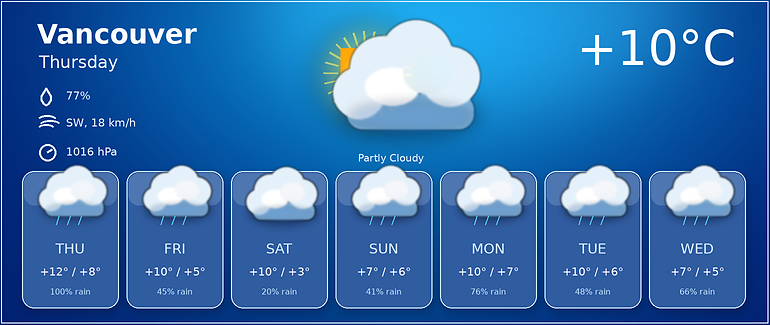 Vancouver
Thursday
+10°C
77%
SW, 18 km/h
1016 hPa
Partly Cloudy
THU
+12° / +8°
100% rain
FRI
+10° / +5°
45% rain
SAT
+10° / +3°
20% rain
SUN
+7° / +6°
41% rain
MON
+10° / +7°
76% rain
TUE
+10° / +6°
48% rain
WED
+7° / +5°
66% rain